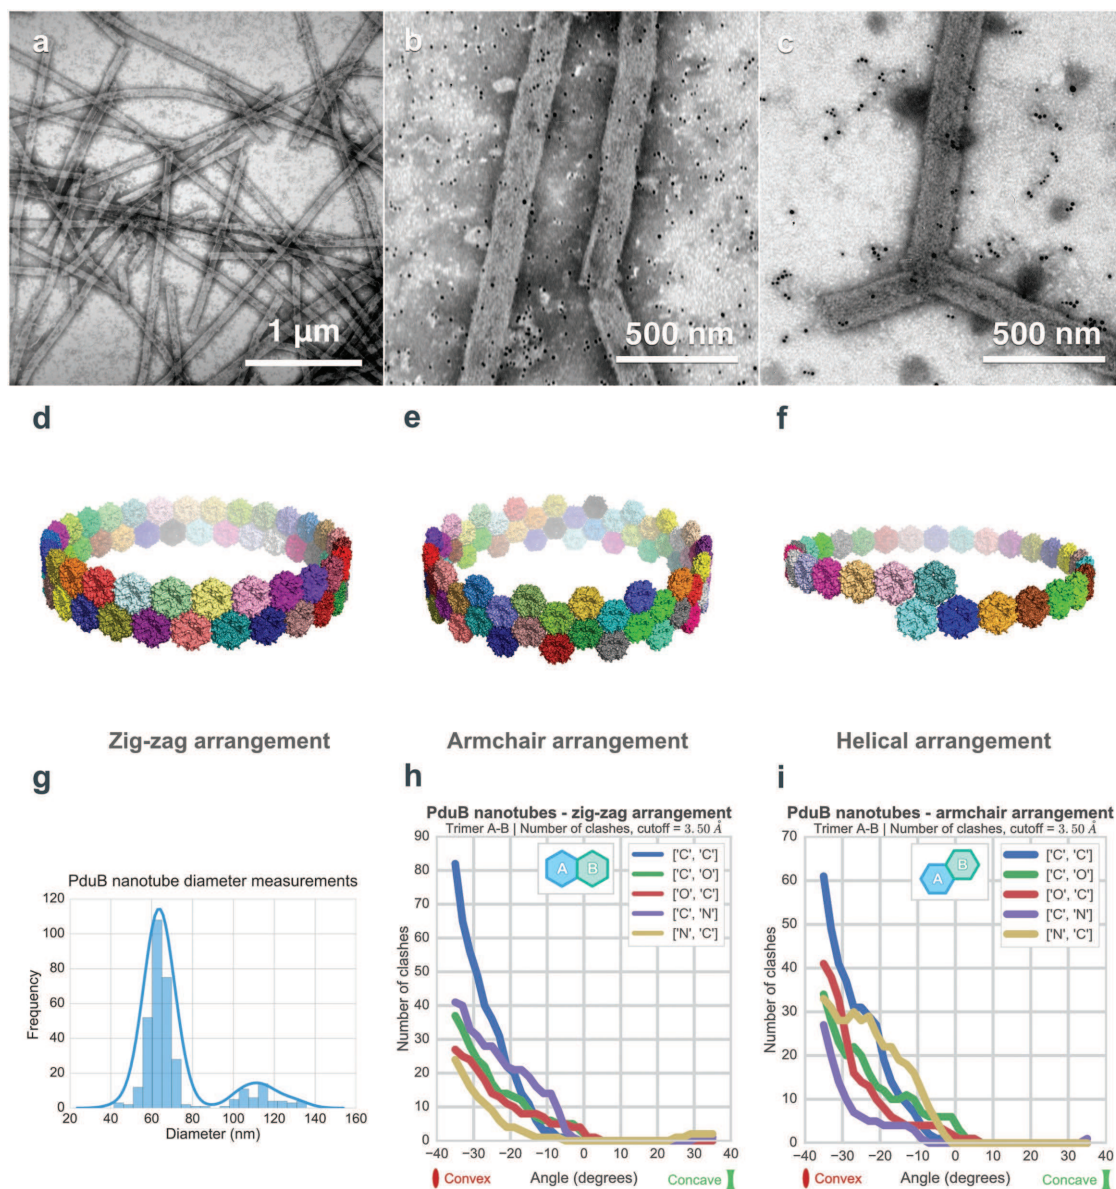 a
b
c
1 µm
500 nm
500 nm
d
e
f
Zig-zag arrangement
Armchair arrangement
Helical arrangement
g
h
i
PduB nanotube diameter measurements
120
100
80
60
40
20
0
Frequency
20 40 60 80 100 120 140 160
Diameter (nm)
PduB nanotubes - zig-zag arrangement
Trimer A-B | Number of clashes, cutoff = 3.50 Å
90
80
70
60
50
40
30
20
10
0
Number of clashes
A B
['C', 'C']
['C', 'O']
['O', 'C']
['C', 'N']
['N', 'C']
−40 −30 −20 −10 0 10 20 30 40
Convex Angle (degrees) Concave
PduB nanotubes - armchair arrangement
Trimer A-B | Number of clashes, cutoff = 3.50 Å
70
60
50
40
30
20
10
0
Number of clashes
A B
['C', 'C']
['C', 'O']
['O', 'C']
['C', 'N']
['N', 'C']
−40 −30 −20 −10 0 10 20 30 40
Convex Angle (degrees) Concave